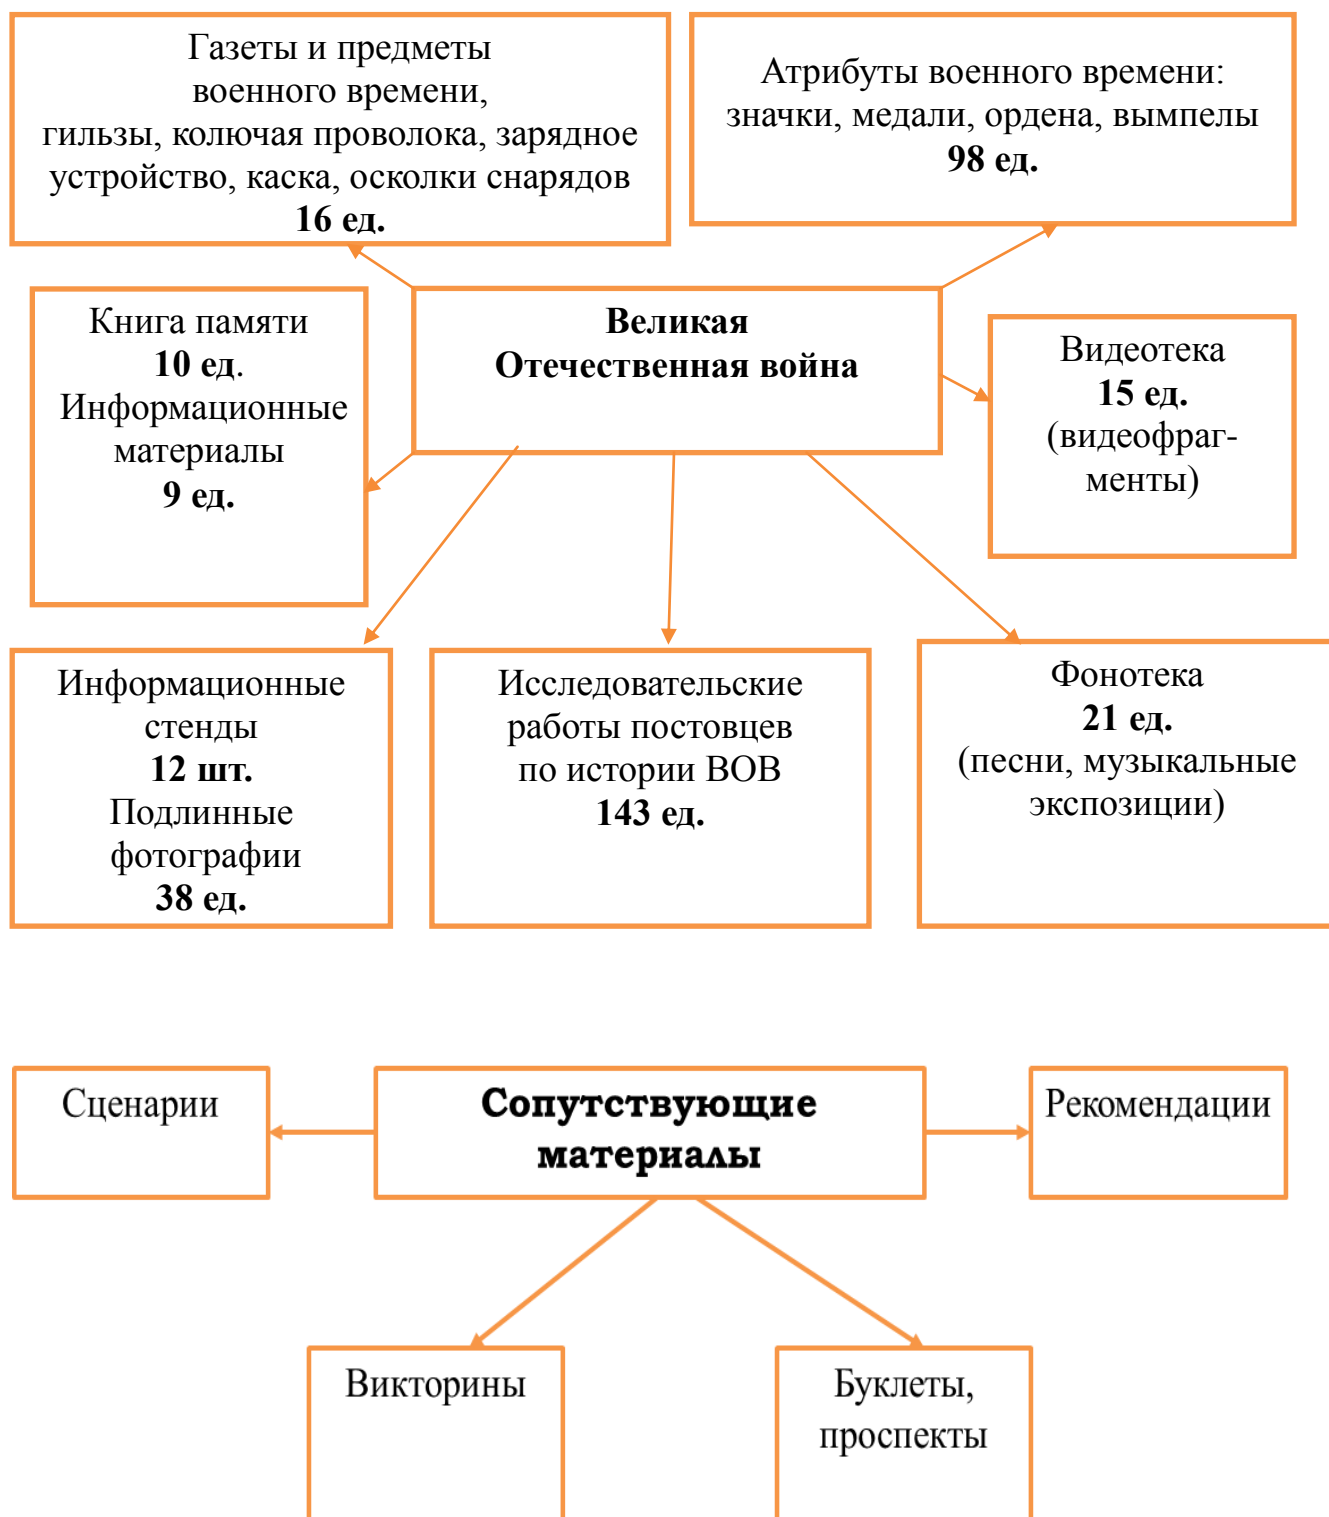 Газеты и предметы
военного времени,
гильзы, колючая проволока, зарядное
устройство, каска, осколки снарядов
16 ед.
Атрибуты военного времени:
значки, медали, ордена, вымпелы
98 ед.
Книга памяти
10 ед.
Информационные
материалы
9 ед.
Великая
Отечественная война
Видеотека
15 ед.
(видеофраг-
менты)
Информационные
стенды
12 шт.
Подлинные
фотографии
38 ед.
Исследовательские
работы постовцев
по истории ВОВ
143 ед.
Фонотека
21 ед.
(песни, музыкальные
экспозиции)
Сценарии
Сопутствующие
материалы
Рекомендации
Викторины
Буклеты,
проспекты